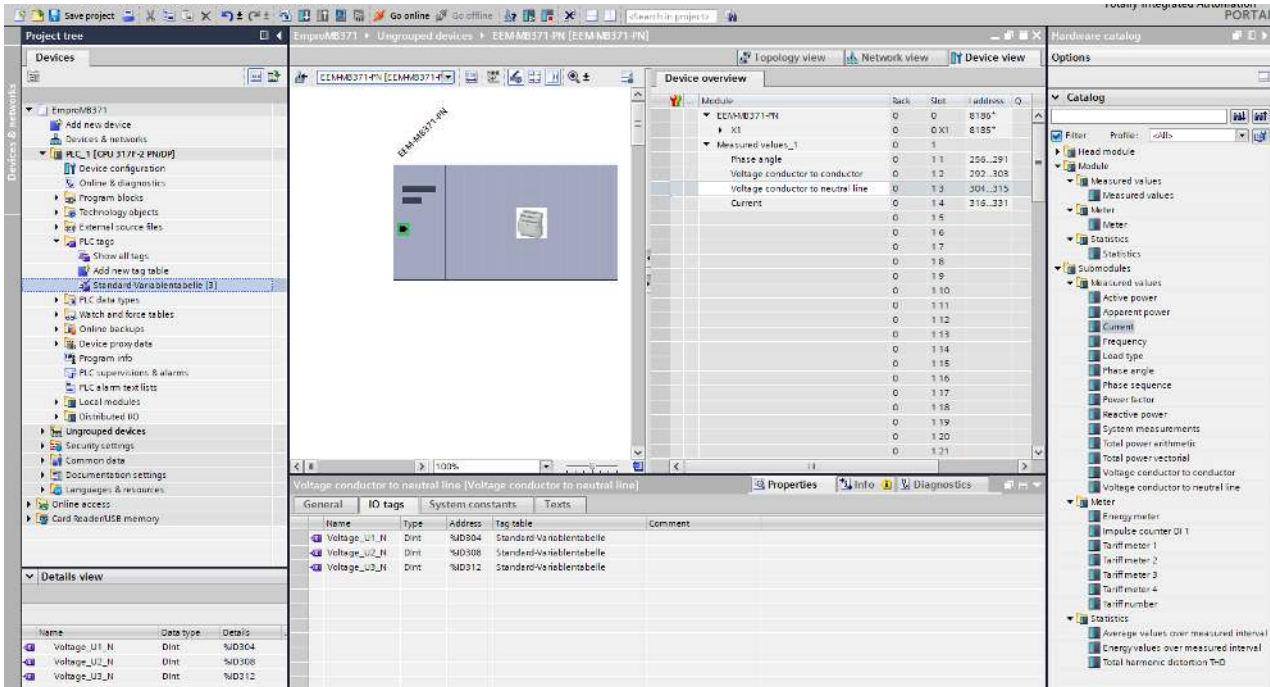 Totally Integrated Automation
PORTAL
Save project
Go online
Go offline
<Search in project>
Project tree
EmproMB371 › Ungrouped devices › EEM-MB371-PN [EEM-MB371-PN]
Hardware catalog
Devices
Topology view
Network view
Device view
Options
Devices & networks
EEM-MB371-PN [EEM-MB371-P
Device overview
Catalog
Filter
Profile:
<All>
EmproMB371
Add new device
Devices & networks
PLC_1 [CPU 317F-2 PN/DP]
Device configuration
Online & diagnostics
Program blocks
Technology objects
External source files
PLC tags
Show all tags
Add new tag table
Standard-Variablentabelle [3]
PLC data types
Watch and force tables
Online backups
Device proxy data
Program info
PLC supervisions & alarms
PLC alarm text lists
Local modules
Distributed I/O
Ungrouped devices
Security settings
Common data
Documentation settings
Languages & resources
Online access
Card Reader/USB memory
EEM-MB371-PN
100%
Module Rack Slot I address Q
EEM-MB371-PN 0 0 8186*
X1 0 0 X1 8185*
Measured values_1 0 1
Phase angle 0 1 1 256...291
Voltage conductor to conductor 0 1 2 292...303
Voltage conductor to neutral line 0 1 3 304...315
Current 0 1 4 316...331
0 1 5
0 1 6
0 1 7
0 1 8
0 1 9
0 1 10
0 1 11
0 1 12
0 1 13
0 1 14
0 1 15
0 1 16
0 1 17
0 1 18
0 1 19
0 1 20
0 1 21
Head module
Module
Measured values
Measured values
Meter
Meter
Statistics
Statistics
Submodules
Measured values
Active power
Apparent power
Current
Frequency
Load type
Phase angle
Phase sequence
Power factor
Reactive power
System measurements
Total power arithmetic
Total power vectorial
Voltage conductor to conductor
Voltage conductor to neutral line
Meter
Energy meter
Impulse counter DI 1
Tariff meter 1
Tariff meter 2
Tariff meter 3
Tariff meter 4
Tariff number
Statistics
Average values over measured interval
Energy values over measured interval
Total harmonic distortion THD
Voltage conductor to neutral line [Voltage conductor to neutral line]
Properties
Info
Diagnostics
General
IO tags
System constants
Texts
Name Type Address Tag table Comment
Voltage_U1_N DInt %ID304 Standard-Variablentabelle
Voltage_U2_N DInt %ID308 Standard-Variablentabelle
Voltage_U3_N DInt %ID312 Standard-Variablentabelle
Details view
Name Data type Details
Voltage_U1_N DInt %ID304
Voltage_U2_N DInt %ID308
Voltage_U3_N DInt %ID312